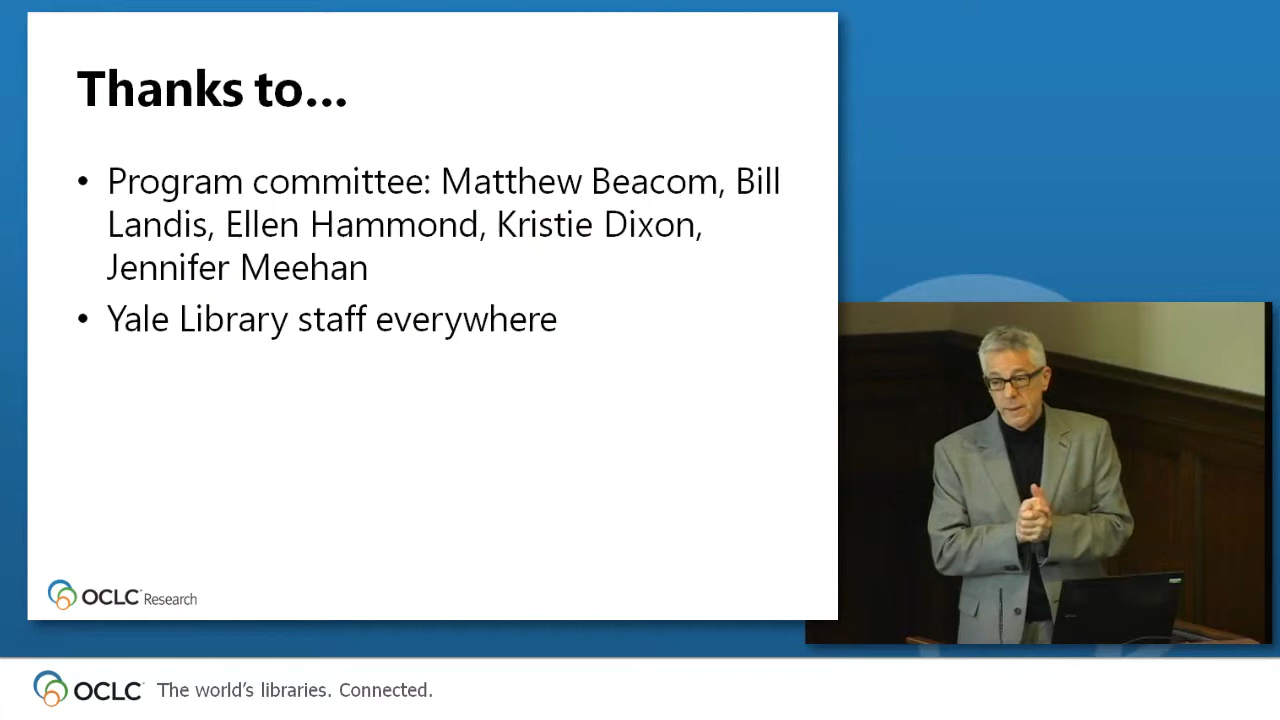 Thanks to...
• Program committee: Matthew Beacom, Bill
Landis, Ellen Hammond, Kristie Dixon,
Jennifer Meehan
• Yale Library staff everywhere
OCLC Research
OCLC The world's libraries. Connected.